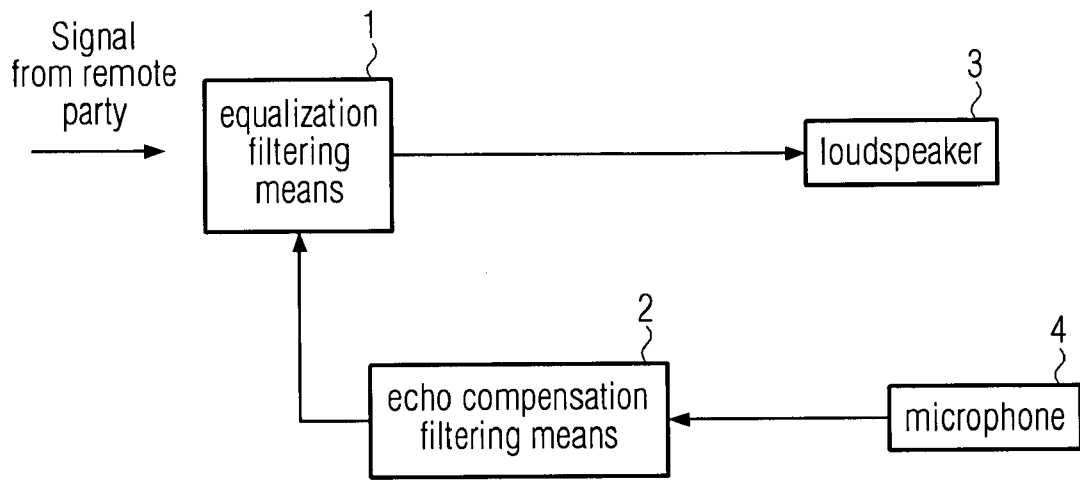 Signal
from remote
party
1
equalization
filtering
means
3
loudspeaker
2
echo compensation
filtering means
4
microphone